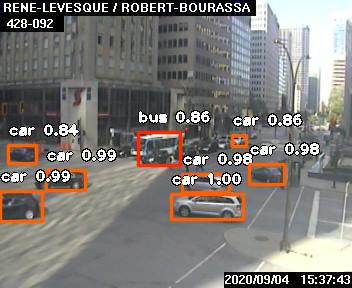 RENE-LEVESQUE / ROBERT-BOURASSA
428-092
bus 0.86
car 0.86
car 0.84
car 0.99
car 0.98
car 0.98
car 0.99
car 1.00
2020/09/04 15:37:43